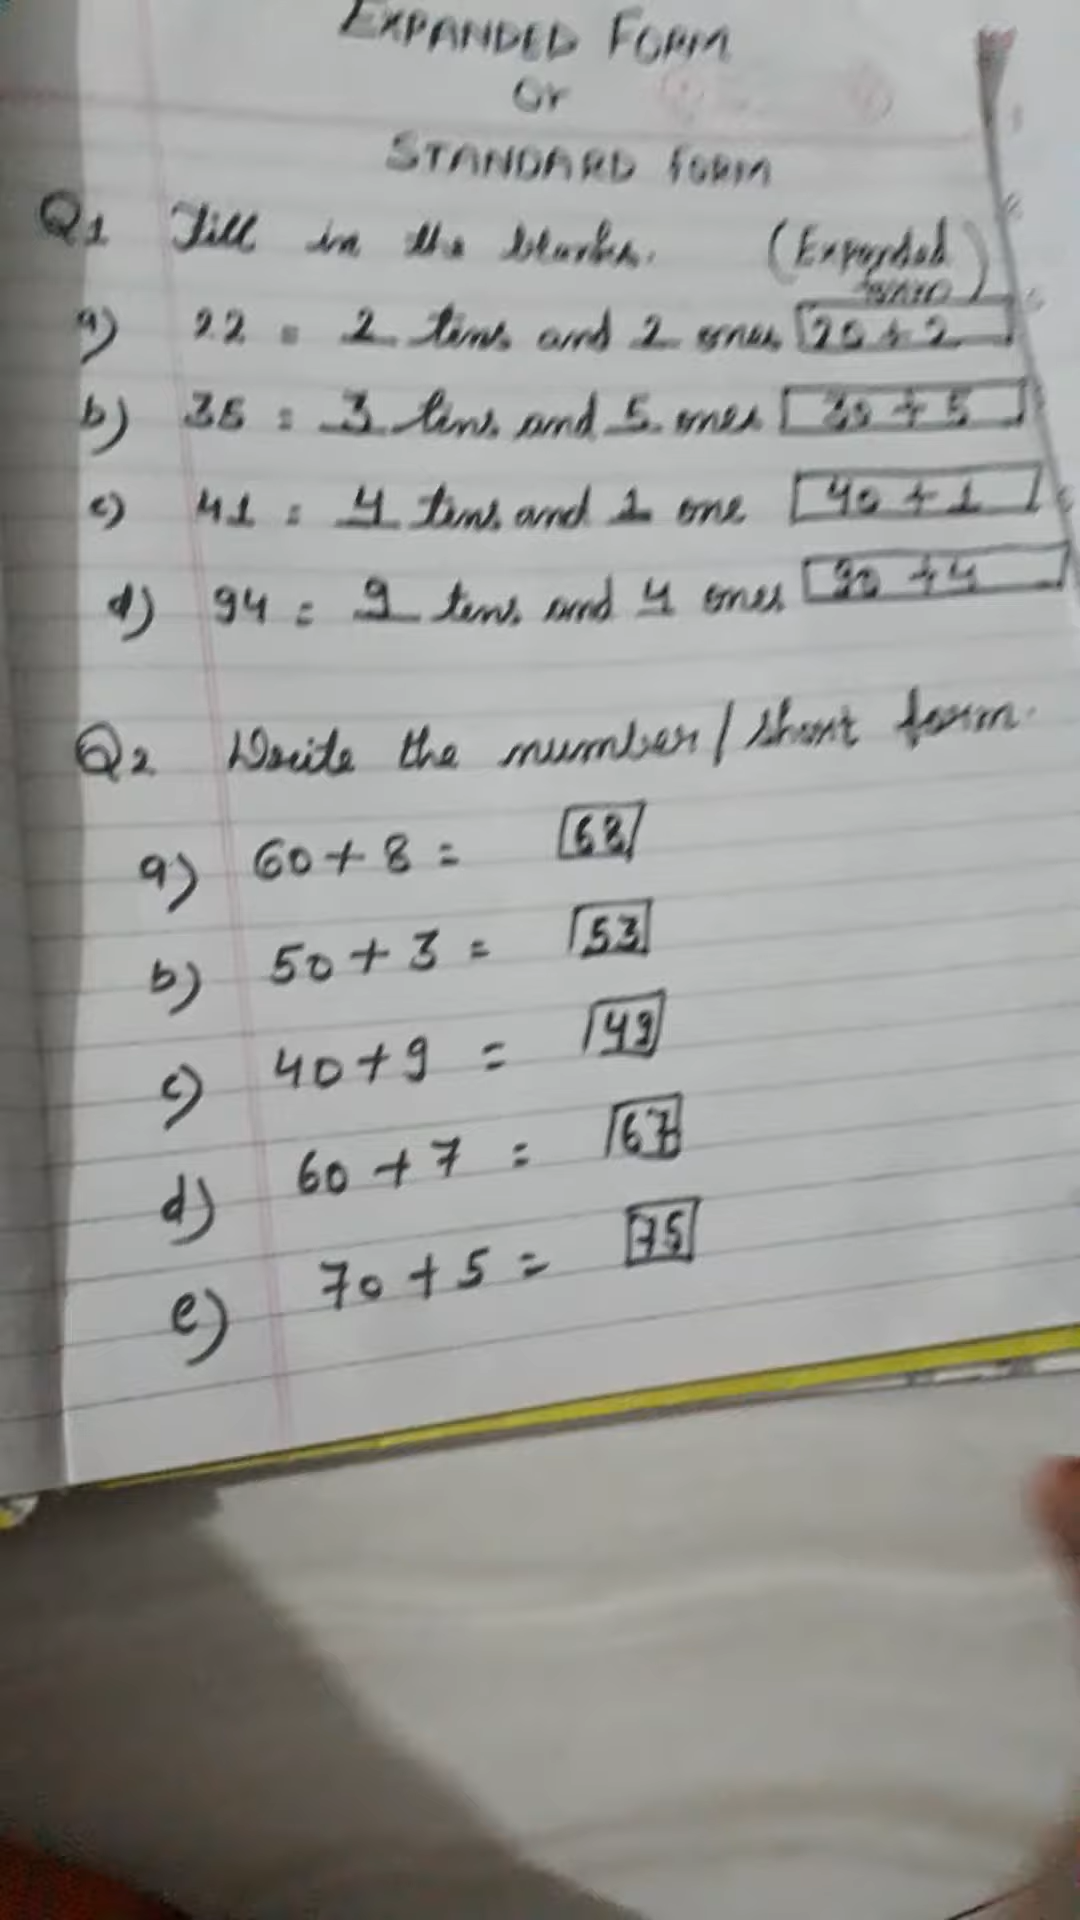 EXPANDED FORM
Or
STANDARD FORM
Q1 Fill in the blanks. (Expanded form)
a) 22 = 2 tens and 2 ones 20 + 2
b) 35 = 3 tens and 5 ones 30 + 5
c) 41 = 4 tens and 1 one 40 + 1
d) 94 = 9 tens and 4 ones 90 + 4
Q2 Write the number / short form.
a) 60 + 8 = 68
b) 50 + 3 = 53
c) 40 + 9 = 49
d) 60 + 7 = 67
e) 70 + 5 = 75